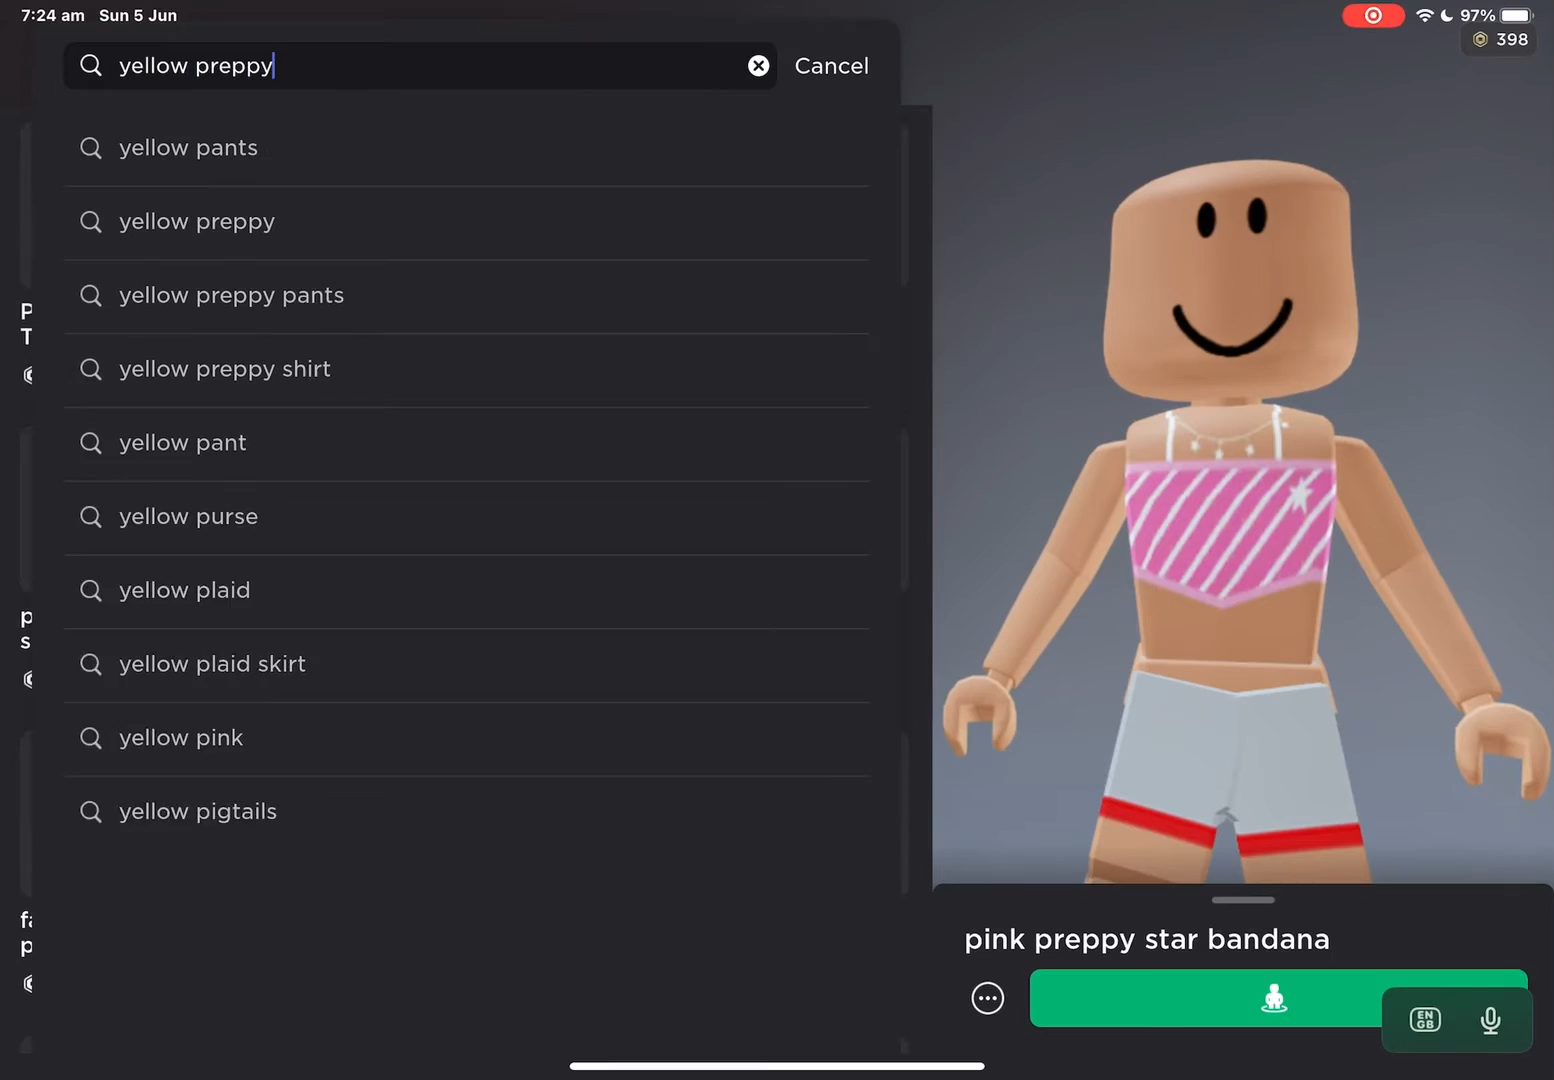 7:24 am Sun 5 Jun
97%
398
yellow preppy
Cancel
yellow pants
yellow preppy
yellow preppy pants
yellow preppy shirt
yellow pant
yellow purse
yellow plaid
yellow plaid skirt
yellow pink
yellow pigtails
P
T
p
s
fa
p
pink preppy star bandana
EN
GB